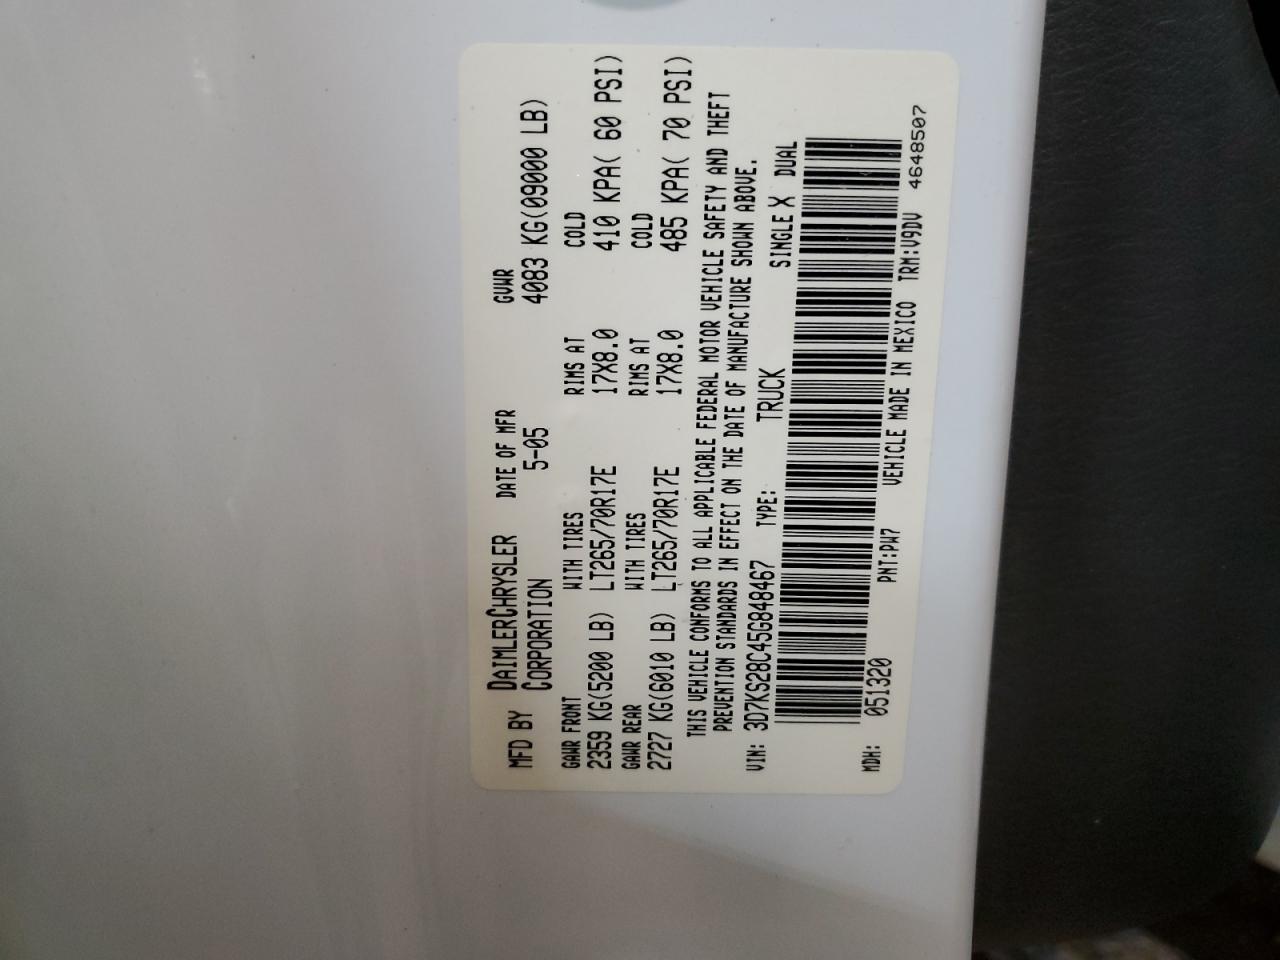 MFD BY DAIMLERCHRYSLER CORPORATION DATE OF MFR 5-05 GVWR 4083 KG(09000 LB)
GAWR FRONT WITH TIRES RIMS AT COLD
2359 KG(5200 LB) LT265/70R17E 17X8.0 410 KPA( 60 PSI)
GAWR REAR WITH TIRES RIMS AT COLD
2727 KG(6010 LB) LT265/70R17E 17X8.0 485 KPA( 70 PSI)
THIS VEHICLE CONFORMS TO ALL APPLICABLE FEDERAL MOTOR VEHICLE SAFETY AND THEFT
PREVENTION STANDARDS IN EFFECT ON THE DATE OF MANUFACTURE SHOWN ABOVE.
VIN: 3D7KS28C45G848467 TYPE: TRUCK SINGLE X DUAL
MDH: 051320 PNT:PW7 VEHICLE MADE IN MEXICO TRM:V9DV 4648507